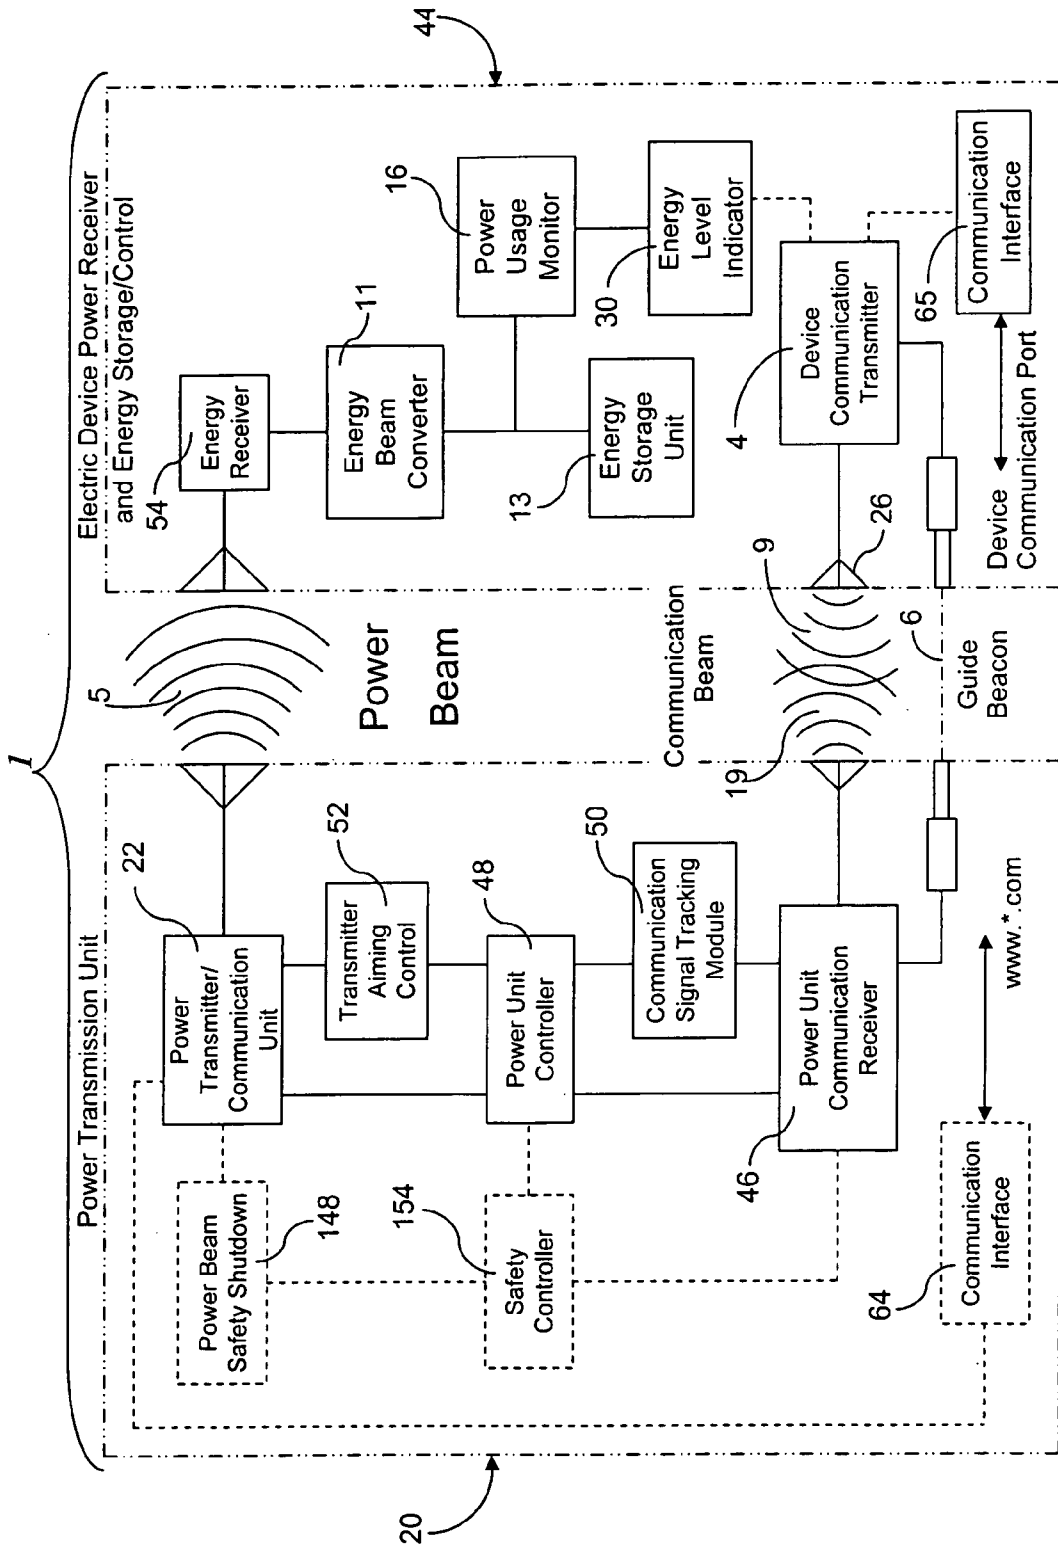 1
Power Transmission Unit
20
22
Power
Transmitter/
Communication
Unit
Power Beam
Safety Shutdown
148
52
Transmitter
Aiming
Control
48
Power Unit
Controller
154
Safety
Controller
50
Communication
Signal Tracking
Module
46
Power Unit
Communication
Receiver
64
Communication
Interface
www.*.com
5
Power
Beam
Communication
Beam
19
9
6
Guide
Beacon
Electric Device Power Receiver
and Energy Storage/Control
44
54
Energy
Receiver
11
Energy
Beam
Converter
16
Power
Usage
Monitor
13
Energy
Storage
Unit
30
Energy
Level
Indicator
4
Device
Communication
Transmitter
26
65
Communication
Interface
Device
Communication Port